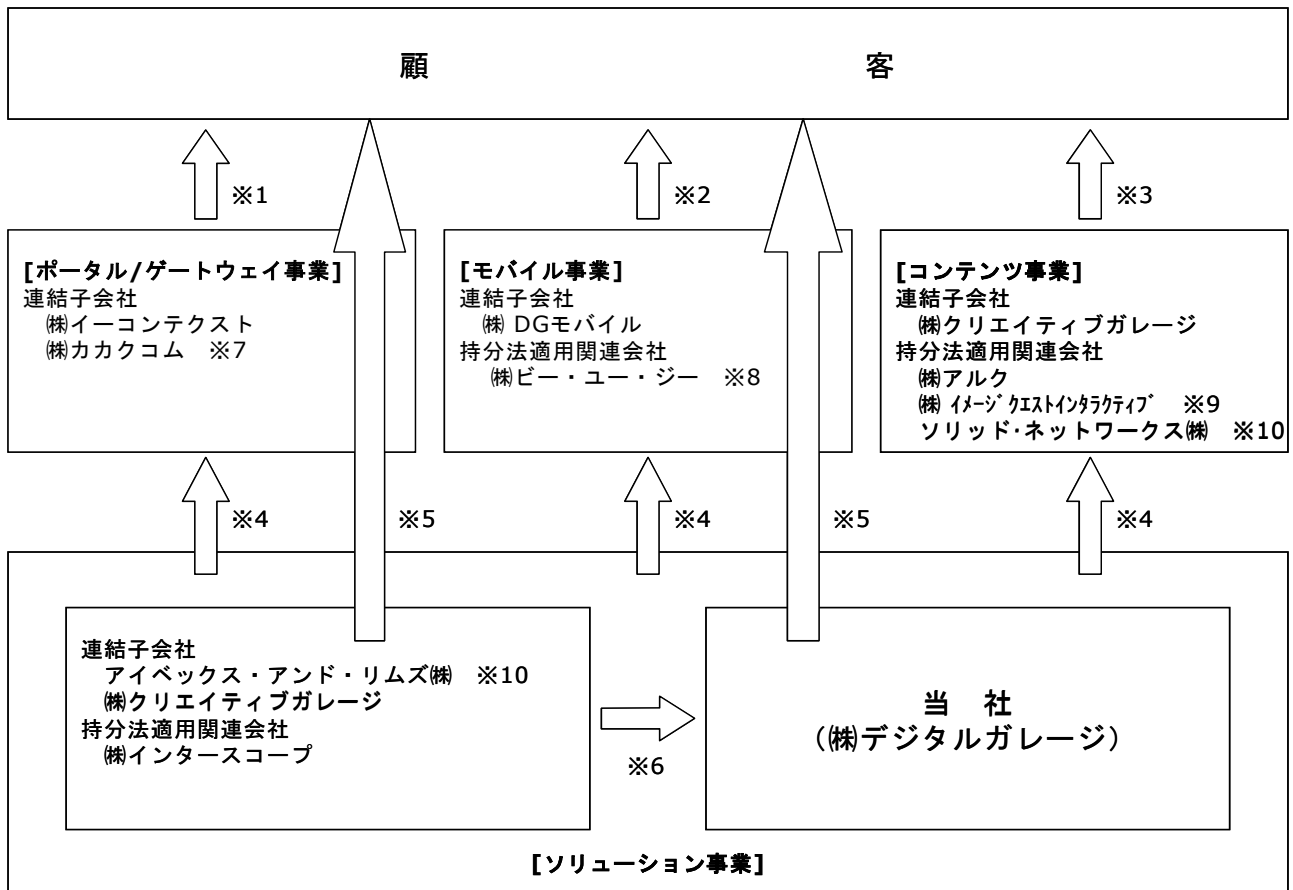 顧 客
※1
※2
※3
[ポータル/ゲートウェイ事業]
連結子会社
㈱イーコンテクスト
㈱カカクコム ※7
[モバイル事業]
連結子会社
㈱ DGモバイル
持分法適用関連会社
㈱ビー・ユー・ジー ※8
[コンテンツ事業]
連結子会社
㈱クリエイティブガレージ
持分法適用関連会社
㈱アルク
㈱ ｲﾒｰｼﾞｸｴｽﾄｲﾝﾀﾗｸﾃｨﾌﾞ ※9
ソリッド・ネットワークス㈱ ※10
※4
※5
※4
※5
※4
連結子会社
アイベックス・アンド・リムズ㈱ ※10
㈱クリエイティブガレージ
持分法適用関連会社
㈱インタースコープ
※6
当 社
(㈱デジタルガレージ)
[ソリューション事業]